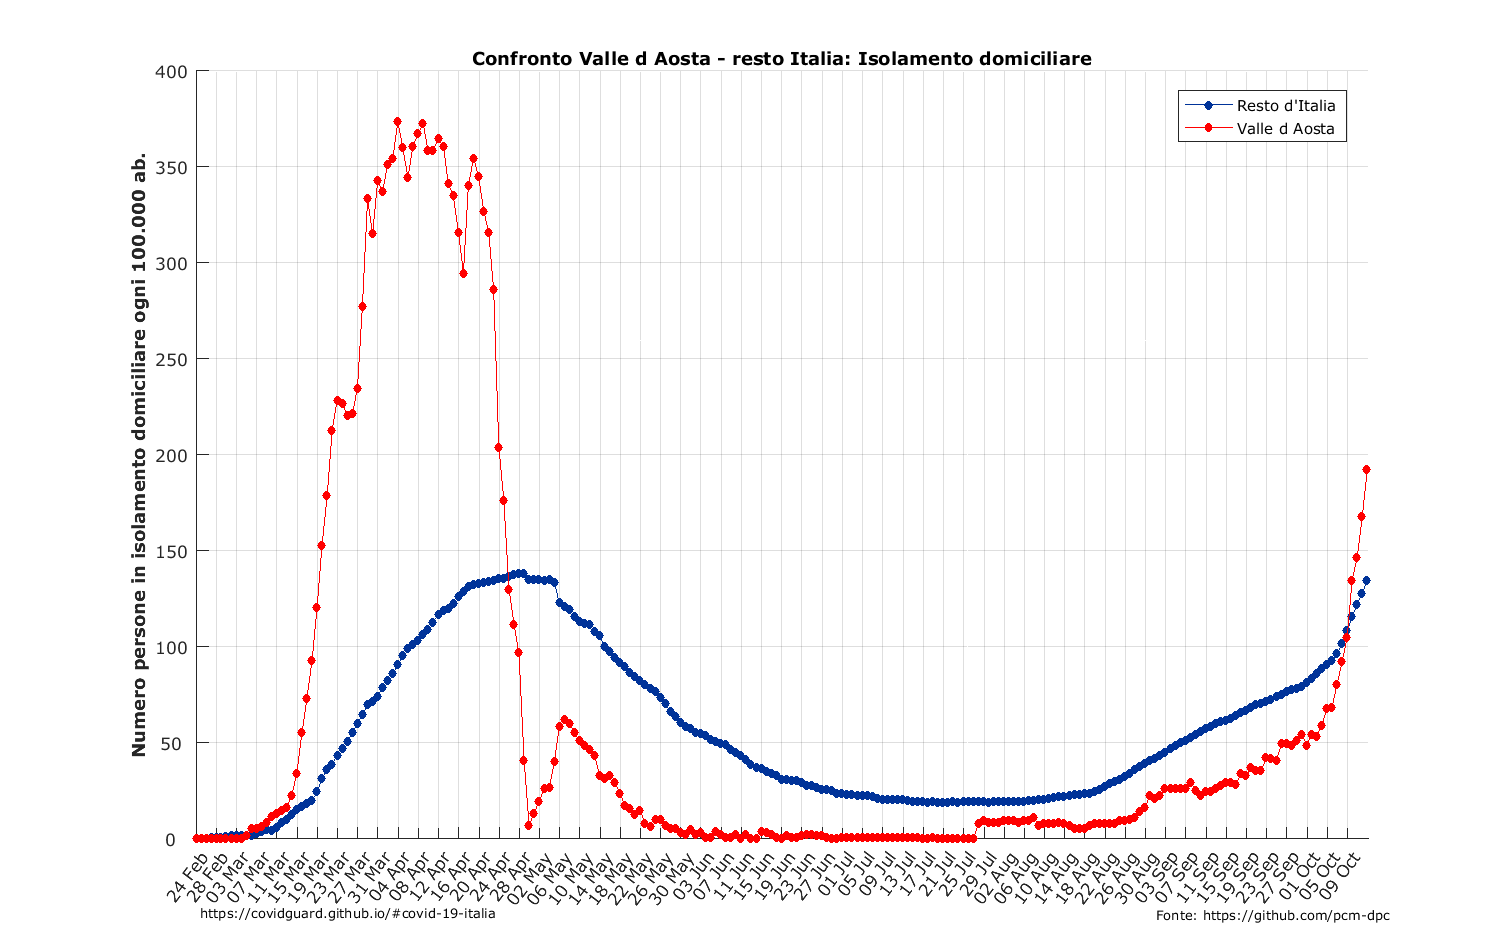 Confronto Valle d Aosta - resto Italia: Isolamento domiciliare
Numero persone in isolamento domiciliare ogni 100.000 ab.
400
350
300
250
200
150
100
50
0
Resto d'Italia
Valle d Aosta
24 Feb
28 Feb
03 Mar
07 Mar
11 Mar
15 Mar
19 Mar
23 Mar
27 Mar
31 Mar
04 Apr
08 Apr
12 Apr
16 Apr
20 Apr
24 Apr
28 Apr
02 May
06 May
10 May
14 May
18 May
22 May
26 May
30 May
03 Jun
07 Jun
11 Jun
15 Jun
19 Jun
23 Jun
27 Jun
01 Jul
05 Jul
09 Jul
13 Jul
17 Jul
21 Jul
25 Jul
29 Jul
02 Aug
06 Aug
10 Aug
14 Aug
18 Aug
22 Aug
26 Aug
30 Aug
03 Sep
07 Sep
11 Sep
15 Sep
19 Sep
23 Sep
27 Sep
01 Oct
05 Oct
09 Oct
https://covidguard.github.io/#covid-19-italia
Fonte: https://github.com/pcm-dpc